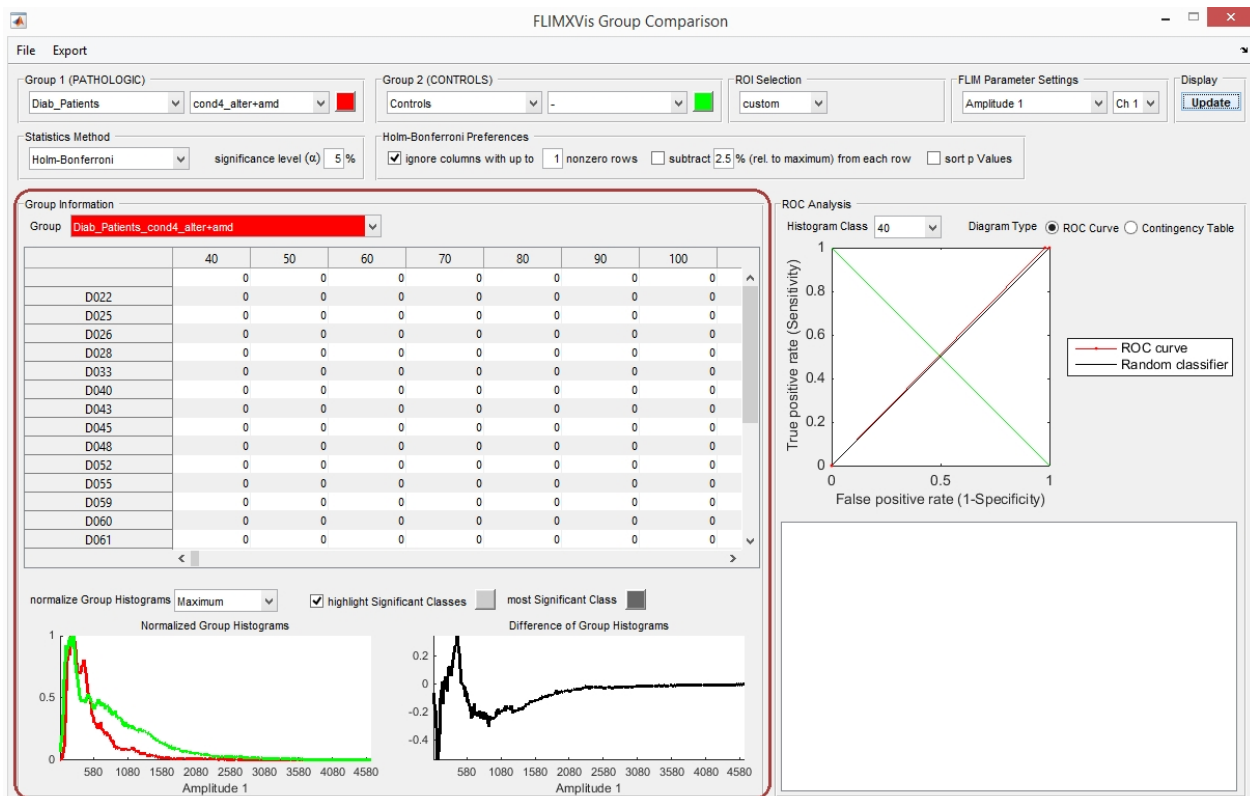 FLIMXVis Group Comparison
File Export
Group 1 (PATHOLOGIC)
Diab_Patients cond4_alter+amd
Group 2 (CONTROLS)
Controls -
ROI Selection
custom
FLIM Parameter Settings
Amplitude 1 Ch 1
Display
Update
Statistics Method
Holm-Bonferroni significance level (α) 5 %
Holm-Bonferroni Preferences
ignore columns with up to 1 nonzero rows subtract 2.5 % (rel. to maximum) from each row sort p Values
Group Information
Group Diab_Patients_cond4_alter+amd
40 50 60 70 80 90 100
0 0 0 0 0 0 0
D022 0 0 0 0 0 0 0
D025 0 0 0 0 0 0 0
D026 0 0 0 0 0 0 0
D028 0 0 0 0 0 0 0
D033 0 0 0 0 0 0 0
D040 0 0 0 0 0 0 0
D043 0 0 0 0 0 0 0
D045 0 0 0 0 0 0 0
D048 0 0 0 0 0 0 0
D052 0 0 0 0 0 0 0
D055 0 0 0 0 0 0 0
D059 0 0 0 0 0 0 0
D060 0 0 0 0 0 0 0
D061 0 0 0 0 0 0 0
normalize Group Histograms Maximum highlight Significant Classes most Significant Class
Normalized Group Histograms
1
0.5
0
580 1080 1580 2080 2580 3080 3580 4080 4580
Amplitude 1
Difference of Group Histograms
0.2
0
-0.2
-0.4
580 1080 1580 2080 2580 3080 3580 4080 4580
Amplitude 1
ROC Analysis
Histogram Class 40 Diagram Type ROC Curve Contingency Table
True positive rate (Sensitivity)
1
0.8
0.6
0.4
0.2
0
0 0.5 1
False positive rate (1-Specificity)
ROC curve
Random classifier